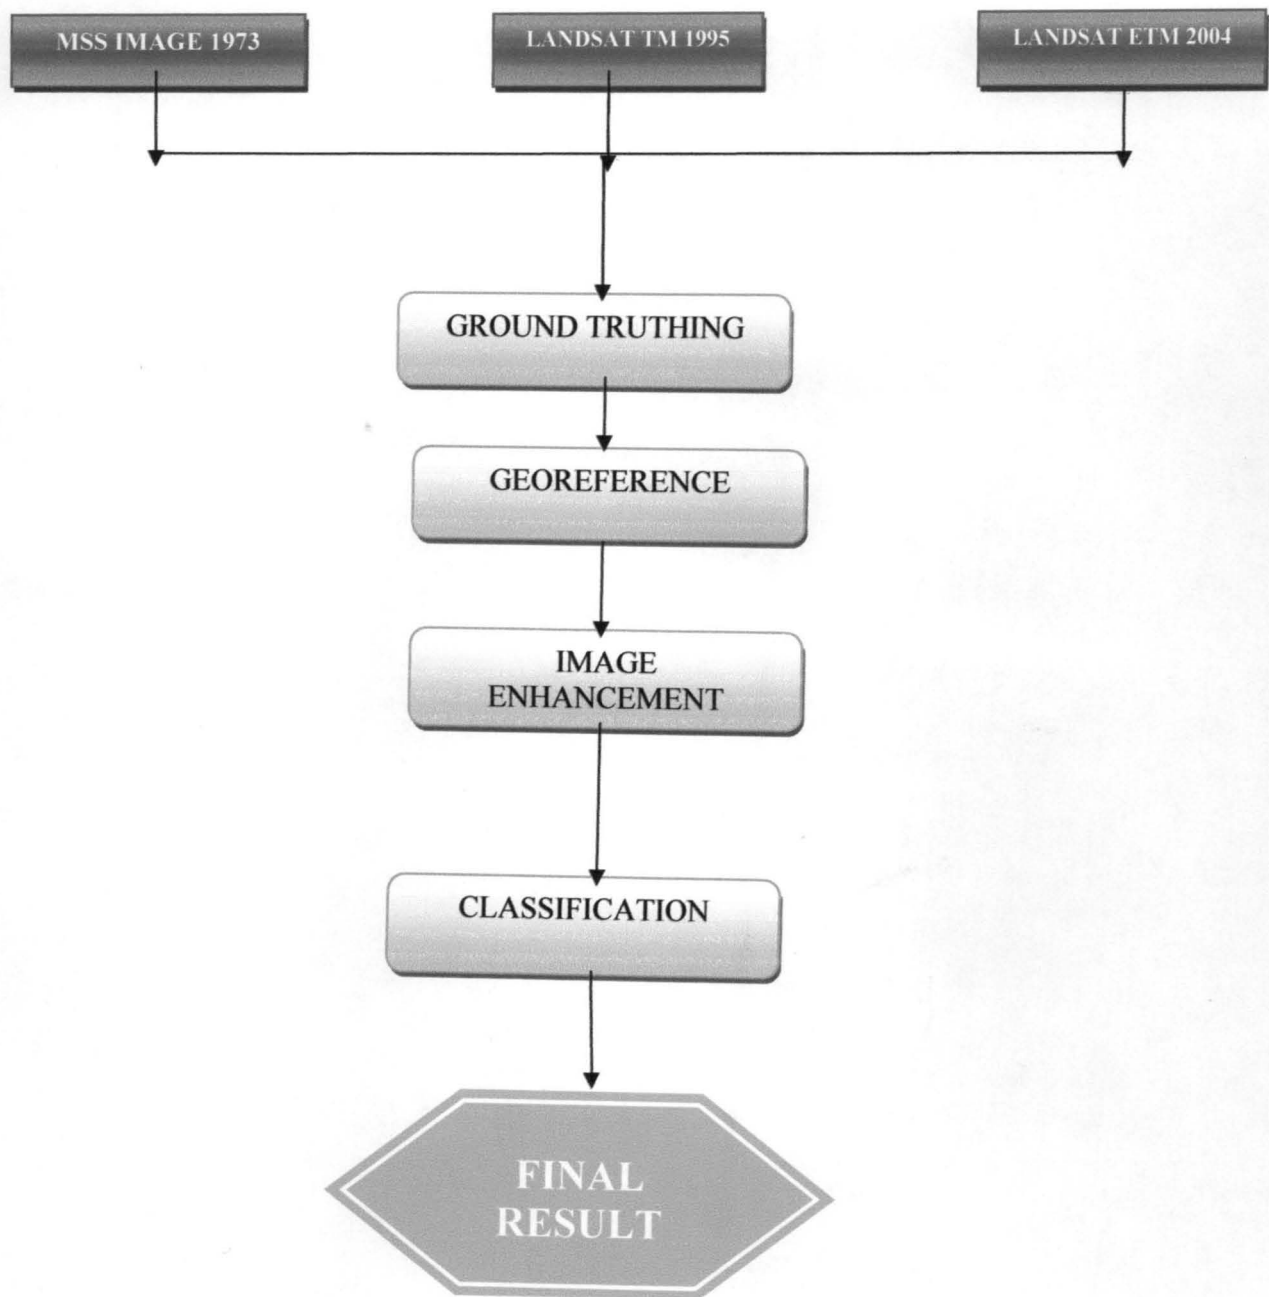 MSS IMAGE 1973
LANDSAT TM 1995
LANDSAT ETM 2004
GROUND TRUTHING
GEOREFERENCE
IMAGE
ENHANCEMENT
CLASSIFICATION
FINAL
RESULT